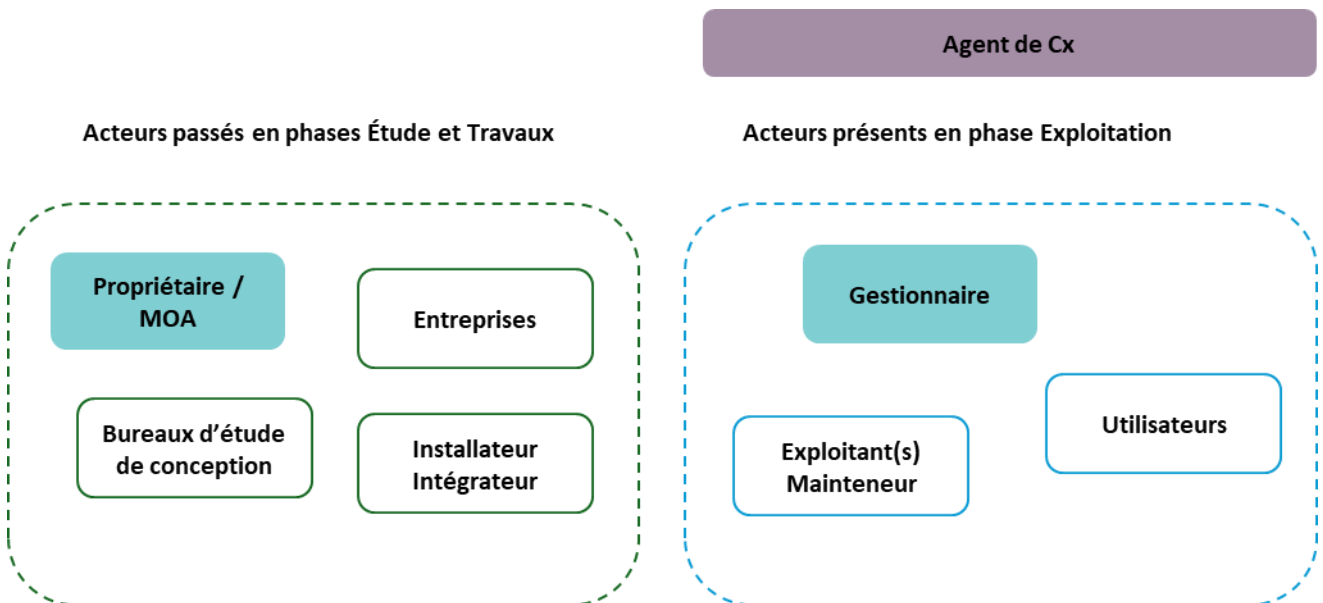 Agent de Cx
Acteurs passés en phases Étude et Travaux
Acteurs présents en phase Exploitation
Propriétaire /
MOA
Entreprises
Bureaux d'étude
de conception
Installateur
Intégrateur
Gestionnaire
Utilisateurs
Exploitant(s)
Mainteneur